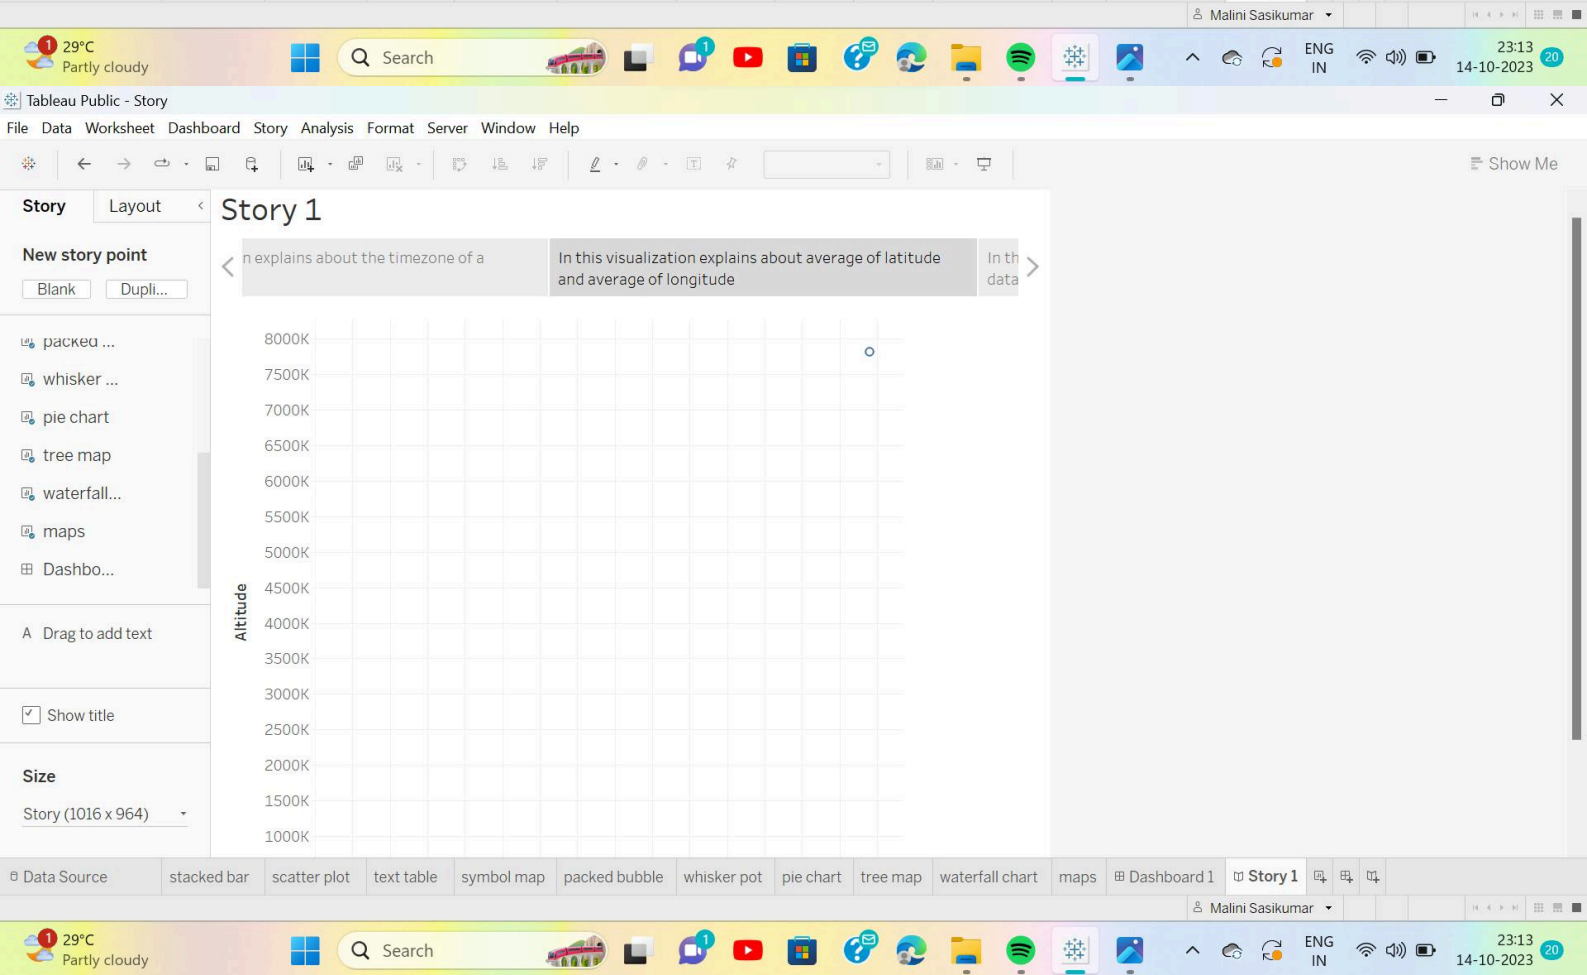 Malini Sasikumar
1
29°C
Partly cloudy
Search
1
ENG
IN
23:13
14-10-2023
20
Tableau Public - Story
File Data Worksheet Dashboard Story Analysis Format Server Window Help
Show Me
Story Layout
Story 1
New story point
Blank Dupli...
n explains about the timezone of a
In this visualization explains about average of latitude
and average of longitude
In th
data
packed ...
whisker ...
pie chart
tree map
waterfall...
maps
Dashbo...
A Drag to add text
Show title
Size
Story (1016 x 964)
8000K
7500K
7000K
6500K
6000K
5500K
5000K
4500K
4000K
3500K
3000K
2500K
2000K
1500K
1000K
Altitude
Data Source stacked bar scatter plot text table symbol map packed bubble whisker pot pie chart tree map waterfall chart maps Dashboard 1 Story 1
Malini Sasikumar
1
29°C
Partly cloudy
Search
1
ENG
IN
23:13
14-10-2023
20